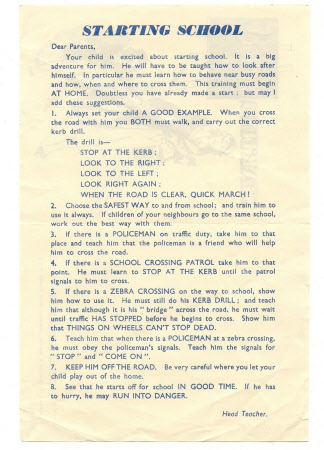 STARTING SCHOOL
Dear Parents,
Your child is excited about starting school. It is a big
adventure for him. He will have to be taught how to look after
himself. In particular he must learn how to behave near busy roads
and how, when and where to cross them. This training must begin
AT HOME. Doubtless you have already made a start; but may I
add these suggestions.
1. Always set your child A GOOD EXAMPLE. When you cross
the road with him you BOTH must walk, and carry out the correct
kerb drill.
The drill is—
STOP AT THE KERB;
LOOK TO THE RIGHT;
LOOK TO THE LEFT;
LOOK RIGHT AGAIN;
WHEN THE ROAD IS CLEAR, QUICK MARCH!
2. Choose the SAFEST WAY to and from school; and train him to
use it always. If children of your neighbours go to the same school,
work out the best way with them.
3. If there is a POLICEMAN on traffic duty, take him to that
place and teach him that the policeman is a friend who will help
him to cross the road.
4. If there is a SCHOOL CROSSING PATROL take him to that
point. He must learn to STOP AT THE KERB until the patrol
signals to him to cross.
5. If there is a ZEBRA CROSSING on the way to school, show
him how to use it. He must still do his KERB DRILL; and teach
him that although it is his "bridge" across the road, he must wait
until traffic HAS STOPPED before he begins to cross. Show him
that THINGS ON WHEELS CAN'T STOP DEAD.
6. Teach him that when there is a POLICEMAN at a zebra crossing,
he must obey the policeman's signals. Teach him the signals for
"STOP" and "COME ON".
7. KEEP HIM OFF THE ROAD. Be very careful where you let your
child play out of the home.
8. See that he starts off for school IN GOOD TIME. If he has
to hurry, he may RUN INTO DANGER.
Head Teacher.